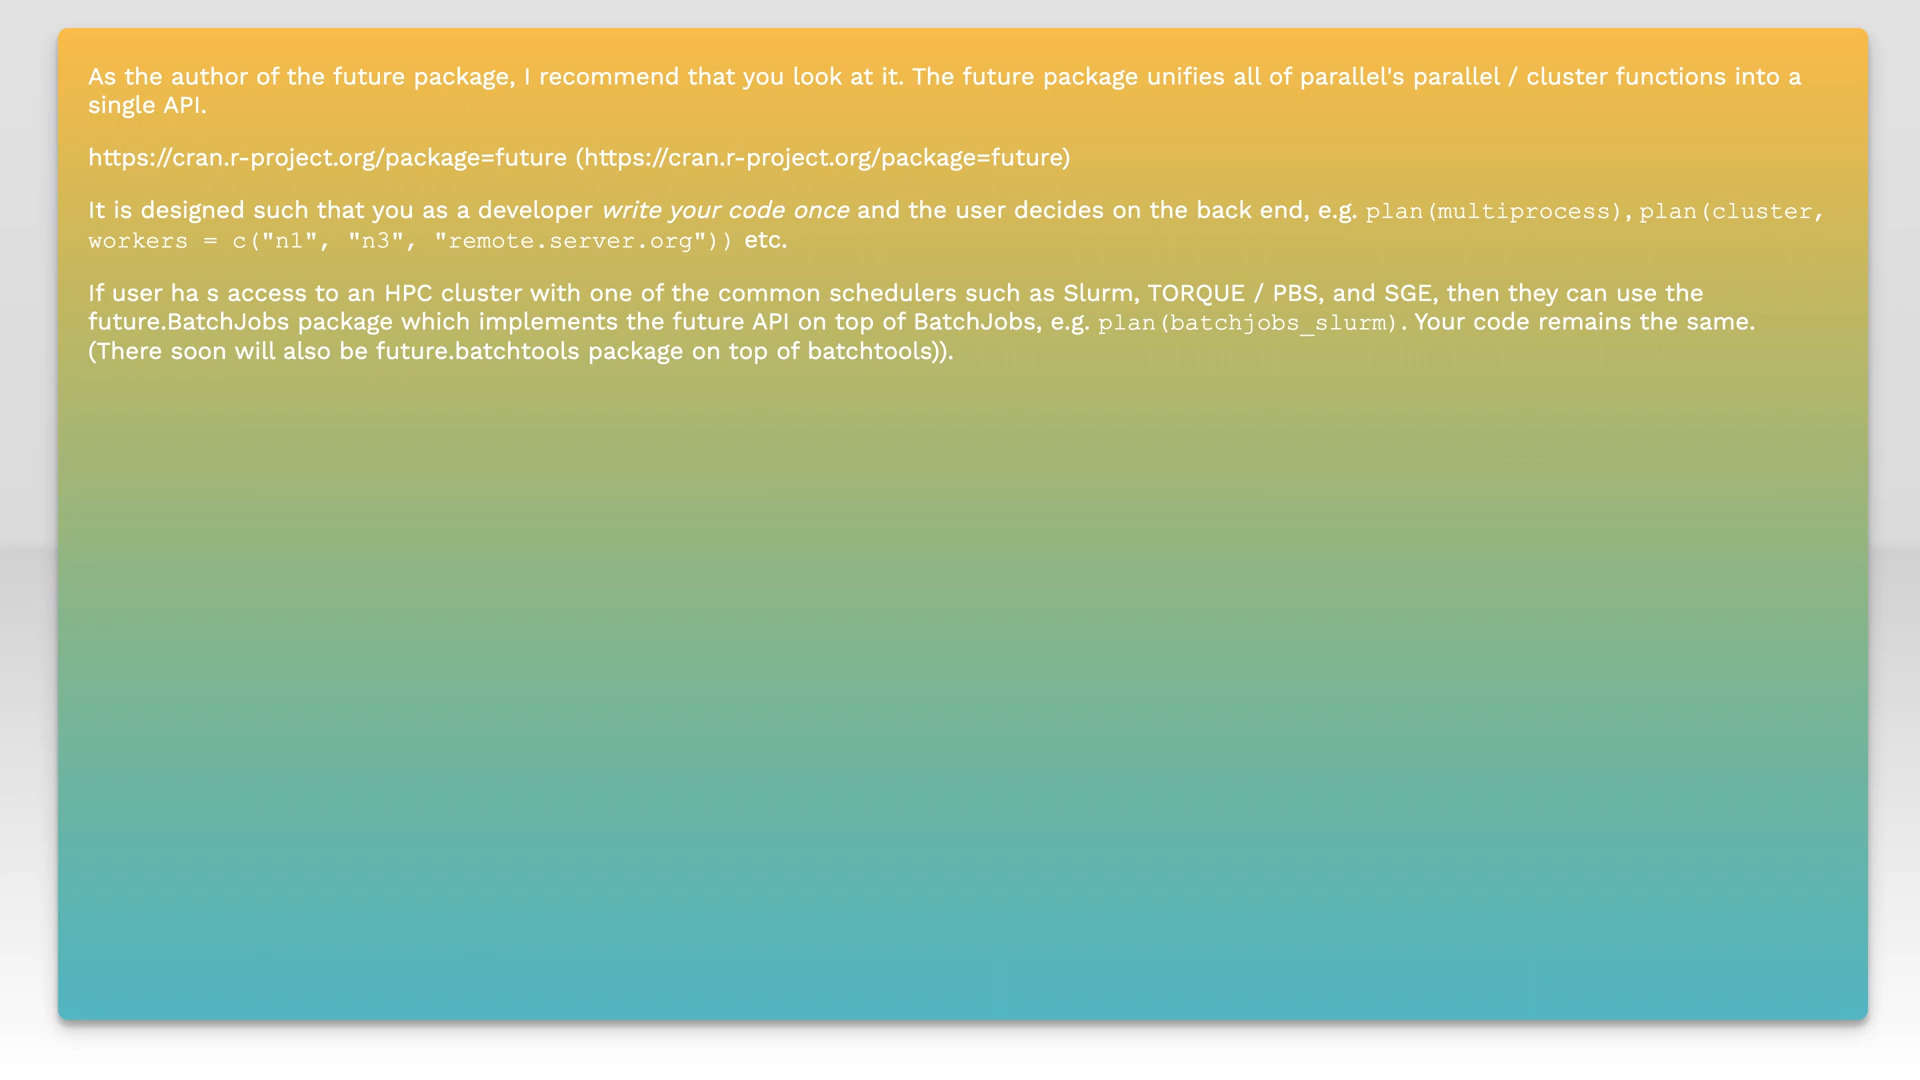 As the author of the future package, I recommend that you look at it. The future package unifies all of parallel's parallel / cluster functions into a
single API.
https://cran.r-project.org/package=future (https://cran.r-project.org/package=future)
It is designed such that you as a developer write your code once and the user decides on the back end, e.g. plan(multiprocess), plan(cluster,
workers = c("n1", "n3", "remote.server.org")) etc.
If user ha s access to an HPC cluster with one of the common schedulers such as Slurm, TORQUE / PBS, and SGE, then they can use the
future.BatchJobs package which implements the future API on top of BatchJobs, e.g. plan(batchjobs_slurm). Your code remains the same.
(There soon will also be future.batchtools package on top of batchtools)).